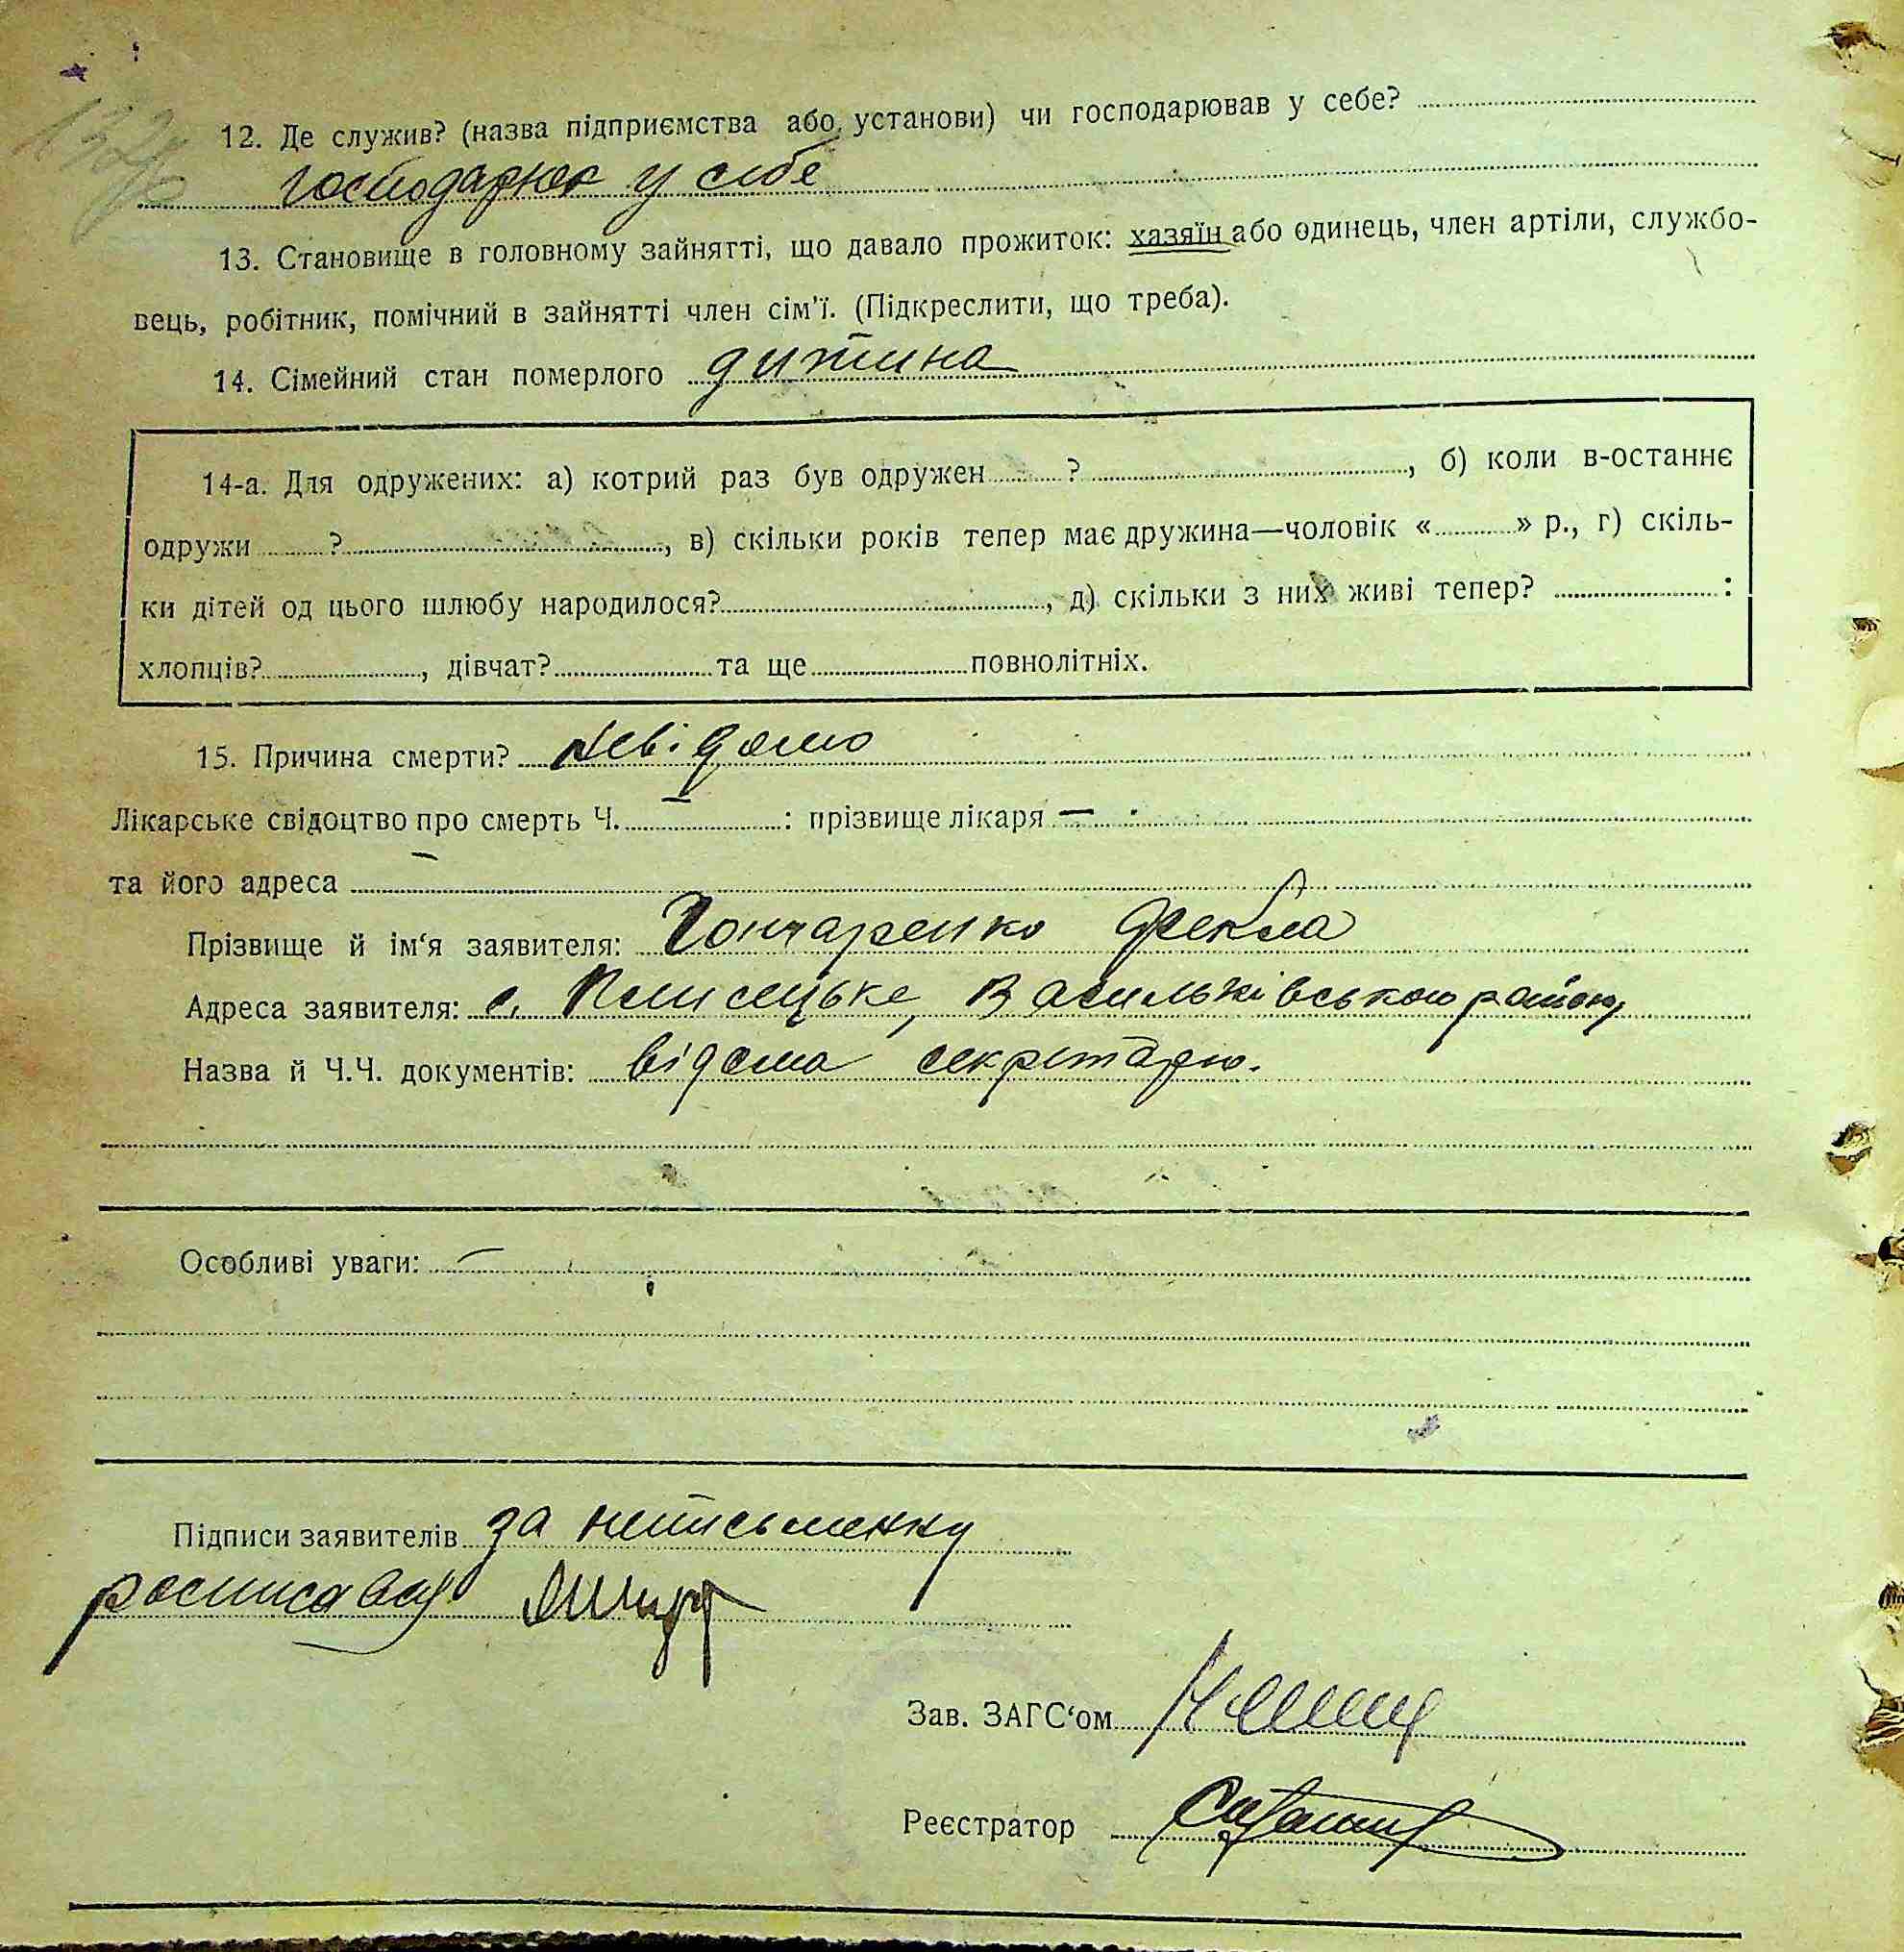 12. Де служив? (назва підприємства або установи) чи господарював у себе?
господарює у себе
13. Становище в головному зайнятті, що давало прожиток: хазяїн або одинець, член артіли, службо-
вець, робітник, помічний в зайнятті член сім'ї. (Підкреслити, що треба).
14. Сімейний стан померлого дитина
14-а. Для одружених: а) котрий раз був одружен ? , б) коли в-останнє
одружи ? , в) скільки років тепер має дружина—чоловік « » р., г) скіль-
ки дітей од цього шлюбу народилося? , д) скільки з них живі тепер? :
хлопців? , дівчат? та ще повнолітніх.
15. Причина смерти? невідомо
Лікарське свідоцтво про смерть Ч. — : прізвище лікаря —
та його адреса —
Прізвище й ім‘я заявителя: Гончаренко Фекла
Адреса заявителя: с. Плисецьке, Васильківського району
Назва й Ч.Ч. документів: відома секретарю.
Особливі уваги: —
Підписи заявителів за неписьменну
росписавсь
Зав. ЗАГС‘ом
Реєстратор